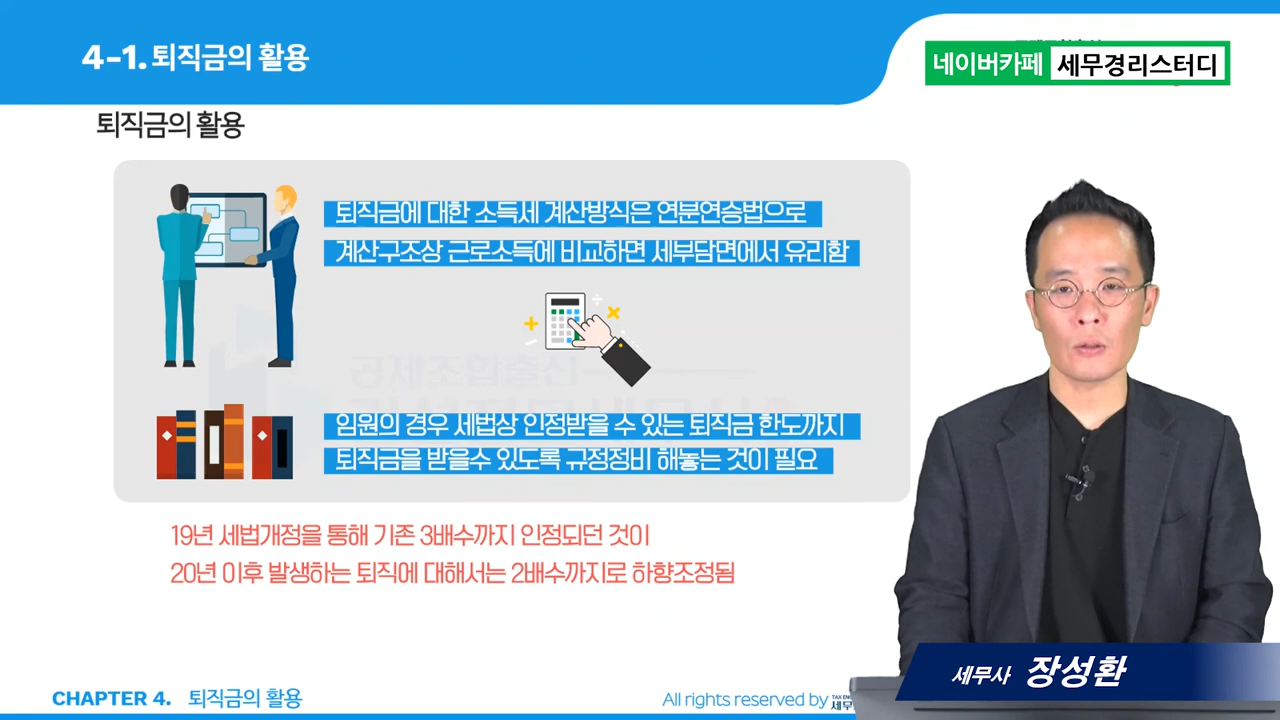 4-1. 퇴직금의 활용
네이버카페 세무경리스터디
퇴직금의 활용
퇴직금에 대한 소득세 계산방식은 연분연승법으로
계산구조상 근로소득에 비교하면 세부담면에서 유리함
공제조합출신
임원의 경우 세법상 인정받을 수 있는 퇴직금 한도까지
퇴직금을 받을수 있도록 규정정비 해놓는 것이 필요
19년 세법개정을 통해 기존 3배수까지 인정되던 것이
20년 이후 발생하는 퇴직에 대해서는 2배수까지로 하향조정됨
세무사 장성환
CHAPTER 4. 퇴직금의 활용
All rights reserved by